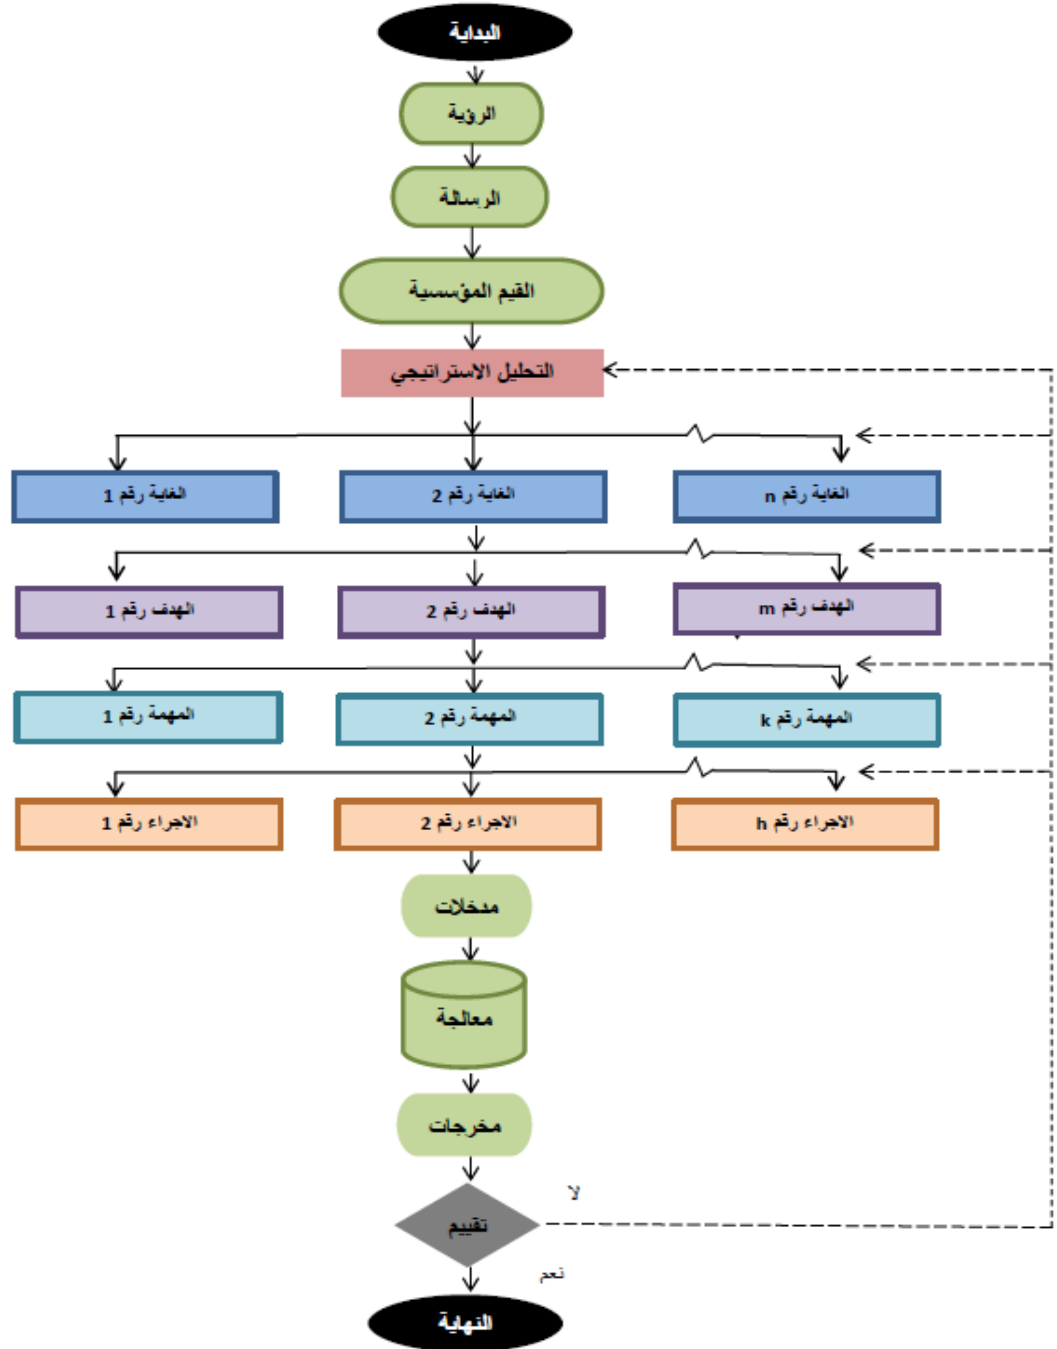 البداية
الرؤية
الرسالة
القيم المؤسسية
التحليل الاستراتيجي
الغاية رقم n
الغاية رقم 2
الغاية رقم 1
الهدف رقم m
الهدف رقم 2
الهدف رقم 1
المهمة رقم k
المهمة رقم 2
المهمة رقم 1
الاجراء رقم h
الاجراء رقم 2
الاجراء رقم 1
مدخلات
معالجة
مخرجات
لا
تقييم
نعم
النهاية